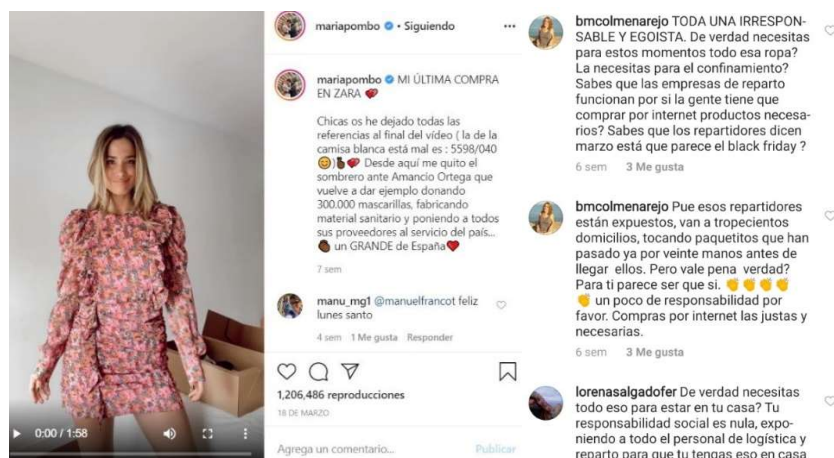 mariapombo • Siguiendo
mariapombo MI ÚLTIMA COMPRA
EN ZARA 💕
Chicas os he dejado todas las
referencias al final del vídeo ( la de la
camisa blanca está mal es : 5598/040
😊)💕 Desde aquí me quito el
sombrero ante Amancio Ortega que
vuelve a dar ejemplo donando
300.000 mascarillas, fabricando
material sanitario y poniendo a todos
sus proveedores al servicio del país...
un GRANDE de España❤
7 sem
manu_mg1 @manuelfrancot feliz
lunes santo
4 sem 1 Me gusta Responder
1,206,486 reproducciones
18 DE MARZO
Agrega un comentario... Publicar
0:00 / 1:58
bmcolmenarejo TODA UNA IRRESPON-
SABLE Y EGOISTA. De verdad necesitas
para estos momentos todo esa ropa?
La necesitas para el confinamiento?
Sabes que las empresas de reparto
funcionan por si la gente tiene que
comprar por internet productos necesa-
rios? Sabes que los repartidores dicen
marzo está que parece el black friday ?
6 sem 3 Me gusta
bmcolmenarejo Pue esos repartidores
están expuestos, van a tropecientos
domicilios, tocando paquetitos que han
pasado ya por veinte manos antes de
llegar ellos. Pero vale pena verdad?
Para ti parece ser que si. 👏👏👏👏
👏 un poco de responsabilidad por
favor. Compras por internet las justas y
necesarias.
6 sem 3 Me gusta
lorenasalgadofer De verdad necesitas
todo eso para estar en tu casa? Tu
responsabilidad social es nula, expo-
niendo a todo el personal de logística y
reparto para que tu tengas eso en casa